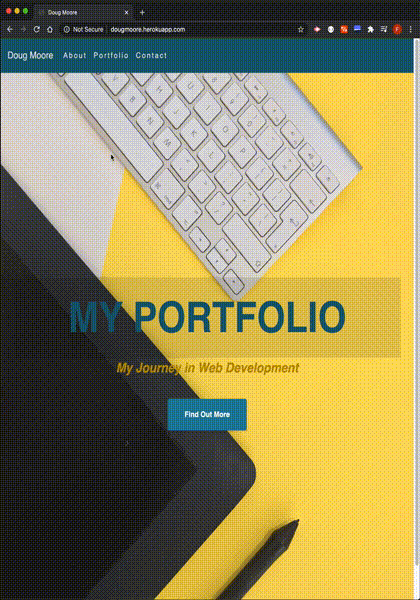 Doug Moore
Not Secure | dougmoore.herokuapp.com
Doug Moore About Portfolio Contact
MY PORTFOLIO
My Journey in Web Development
Find Out More